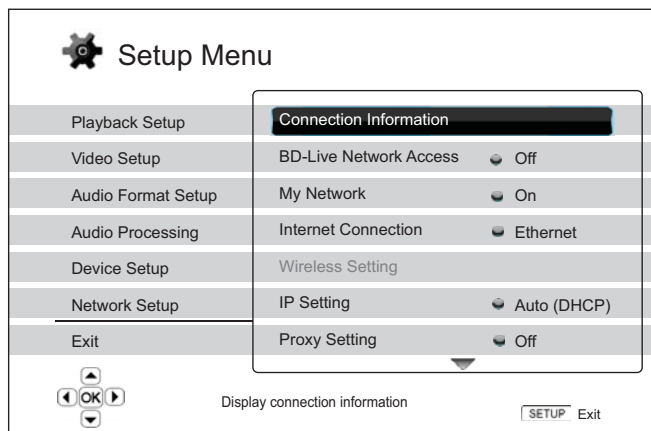 Setup Menu
Playback Setup
Video Setup
Audio Format Setup
Audio Processing
Device Setup
Network Setup
Exit
Connection Information
BD-Live Network Access Off
My Network On
Internet Connection Ethernet
Wireless Setting
IP Setting Auto (DHCP)
Proxy Setting Off
OK
Display connection information
SETUP Exit